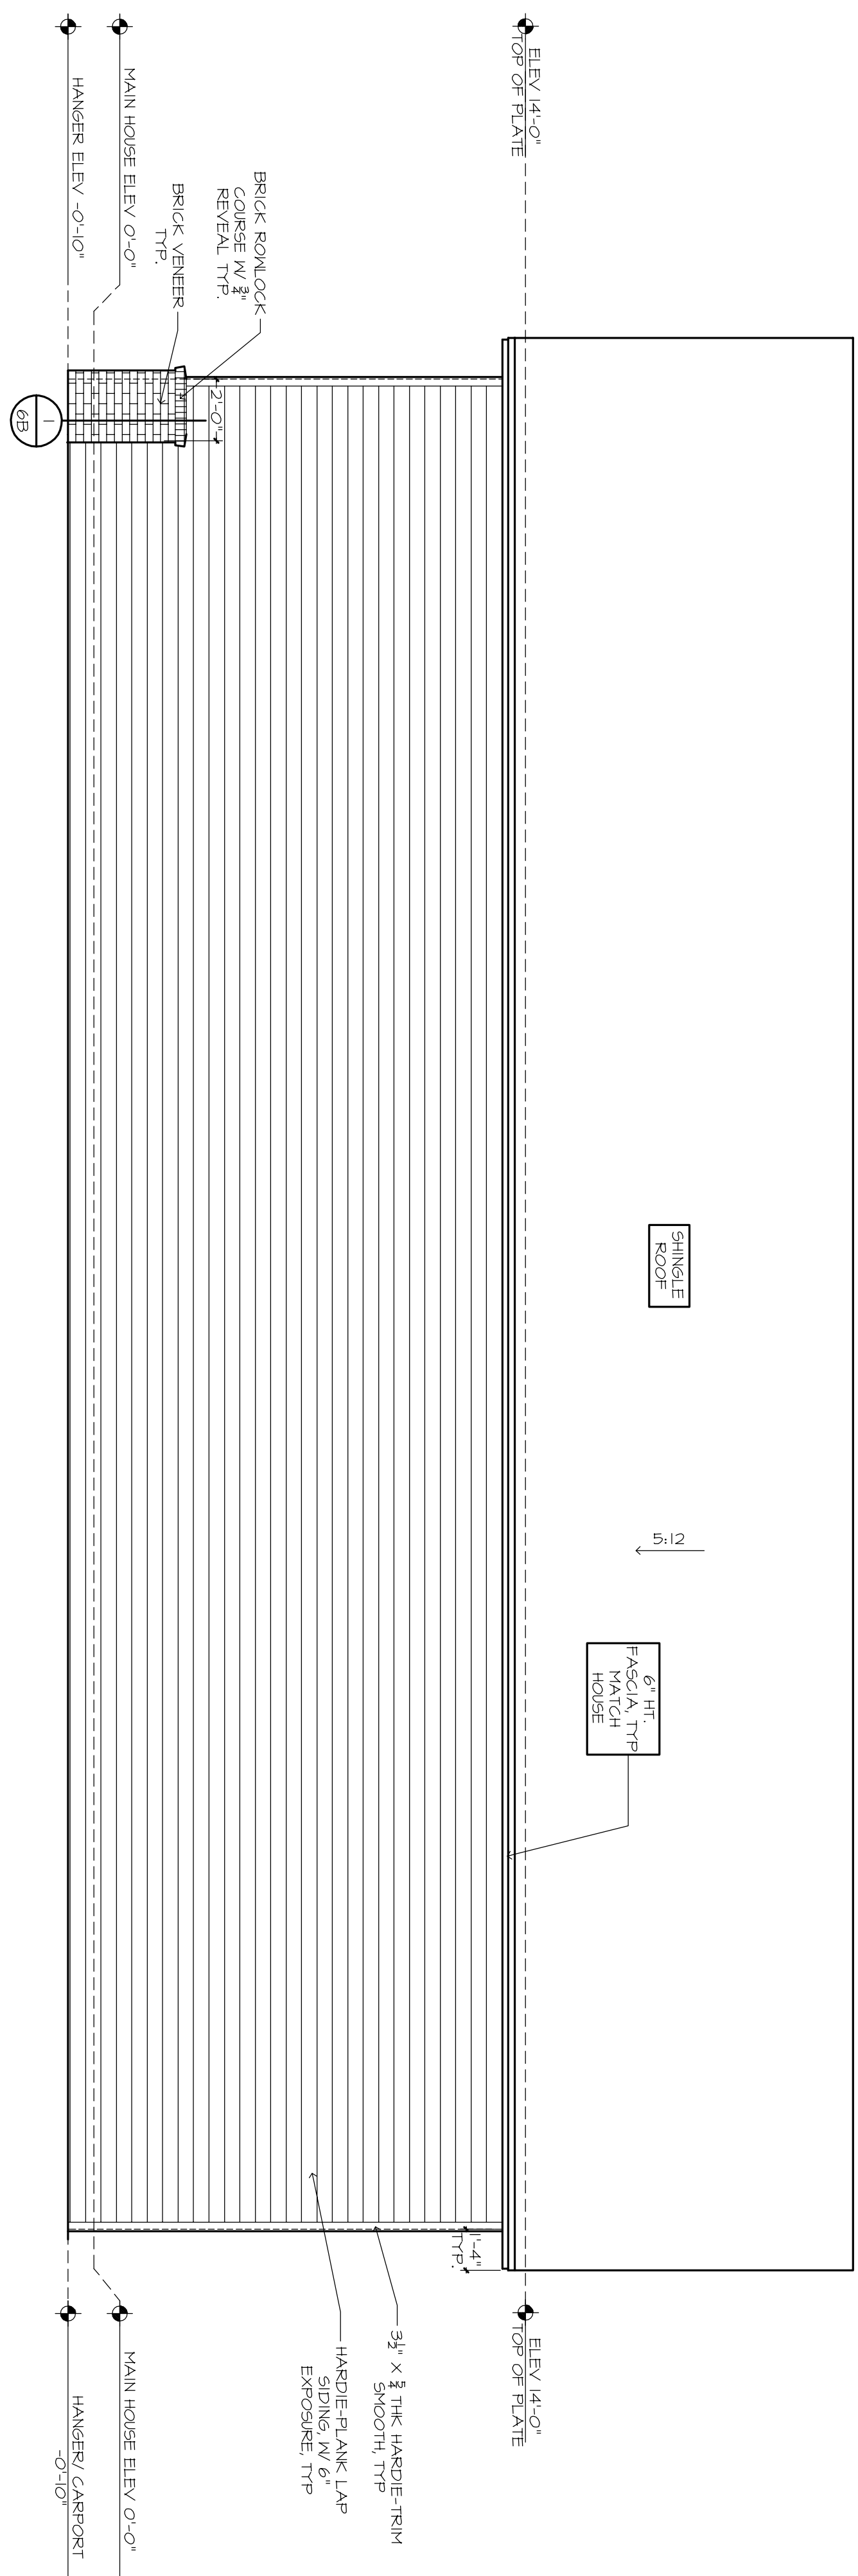 ELEV 14'-0"
TOP OF PLATE
MAIN HOUSE ELEV 0'-0"
HANGER ELEV -0'-10"
BRICK ROWLOCK
COURSE W/ 3/4"
REVEAL TYP.
BRICK VENEER
TYP.
2'-0"
1
6B
SHINGLE
ROOF
5:12
6" HT.
FASCIA, TYP
MATCH
HOUSE
1'-4"
TYP.
ELEV 14'-0"
TOP OF PLATE
3 1/2" X 5/4 THK HARDIE-TRIM
SMOOTH, TYP
HARDIE-PLANK LAP
SIDING, W/ 6"
EXPOSURE, TYP
MAIN HOUSE ELEV 0'-0"
HANGER/ CARPORT
-0'-10"